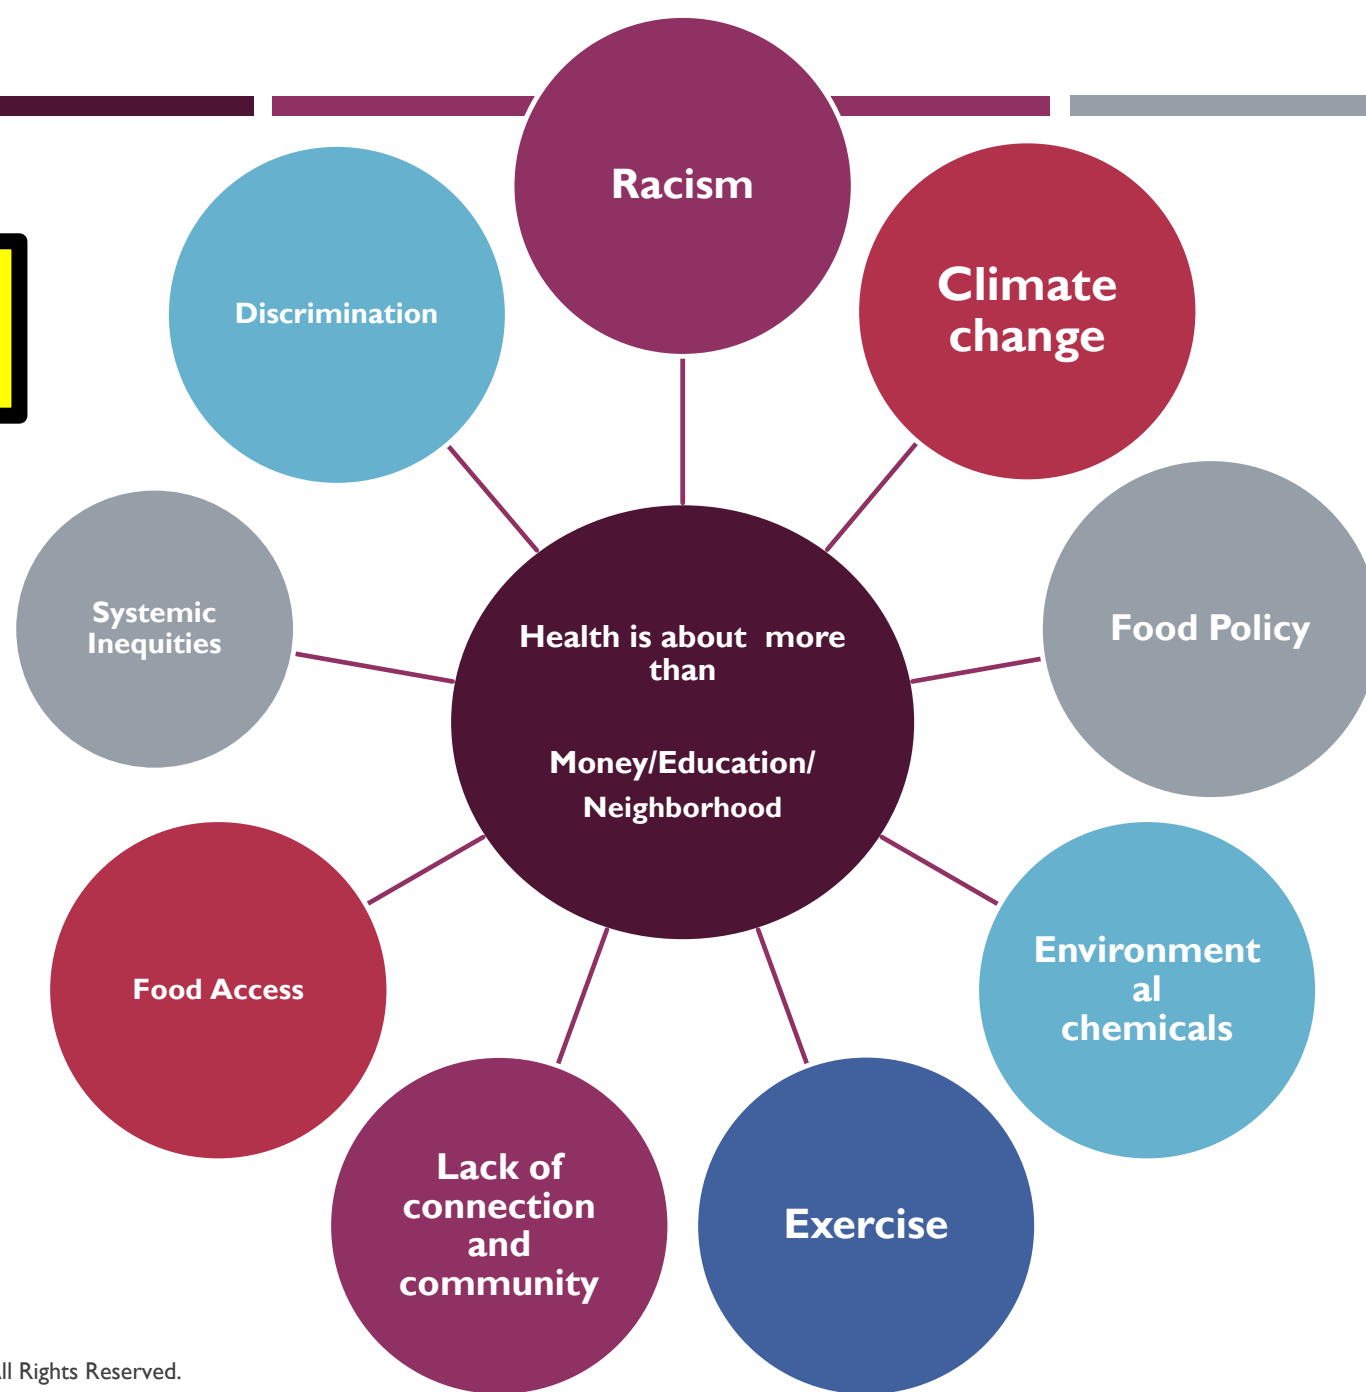 Racism
Climate
change
Discrimination
Food Policy
Systemic
Inequities
Health is about  more
than
Money/Education/
Neighborhood
Environment
al
chemicals
Food Access
Lack of
connection
and
community
Exercise
All Rights Reserved.